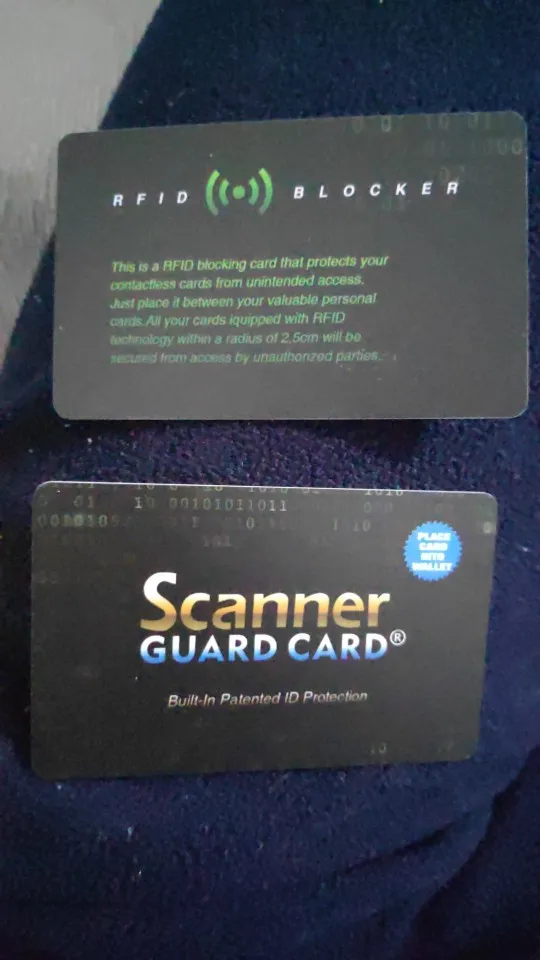 RFID BLOCKER
This is a RFID blocking card that protects your
contactless cards from unintended access.
Just place it between your valuable personal
cards.All your cards iquipped with RFID
technology within a radius of 2,5cm will be
secured from access by unauthorized parties.
10 00101011011
PLACE
CARD
INTO
WALLET
Scanner
GUARD CARD®
Built-In Patented ID Protection